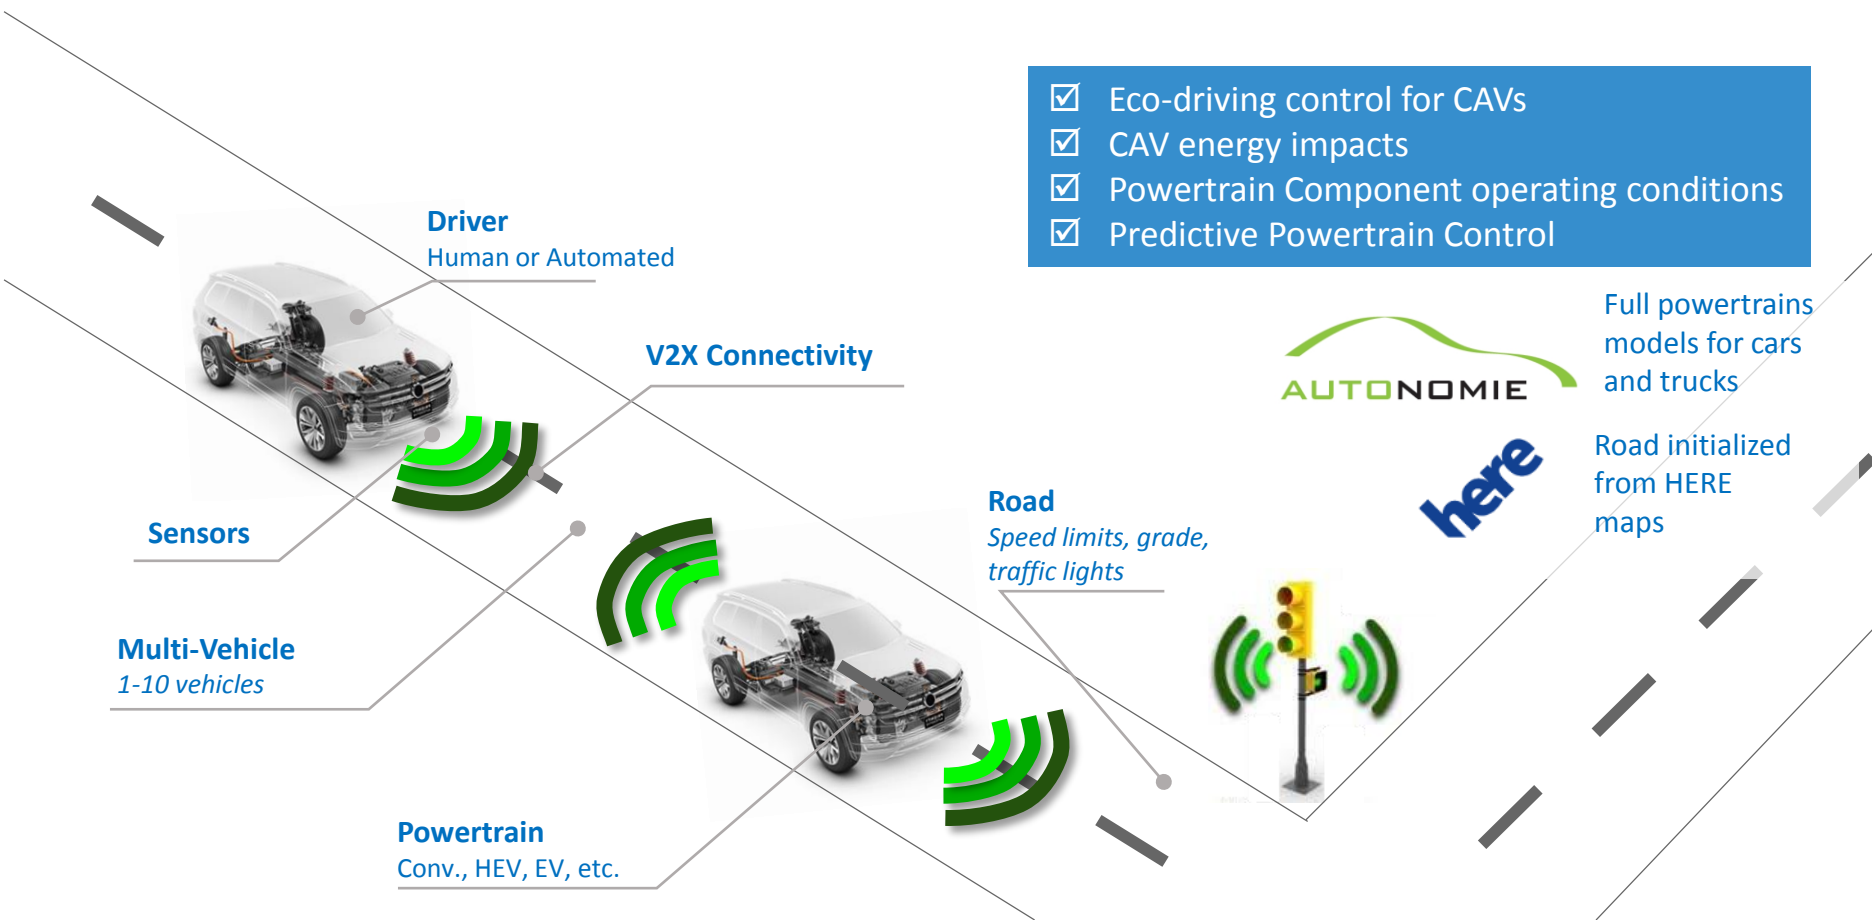 Eco-driving control for CAVs
CAV energy impacts
Powertrain Component operating conditions
Predictive Powertrain Control
Driver
Human or Automated
V2X Connectivity
Full powertrains
models for cars
and trucks
AUTONOMIE
here
Road initialized
from HERE
maps
Sensors
Road
Speed limits, grade,
traffic lights
Multi-Vehicle
1-10 vehicles
Powertrain
Conv., HEV, EV, etc.